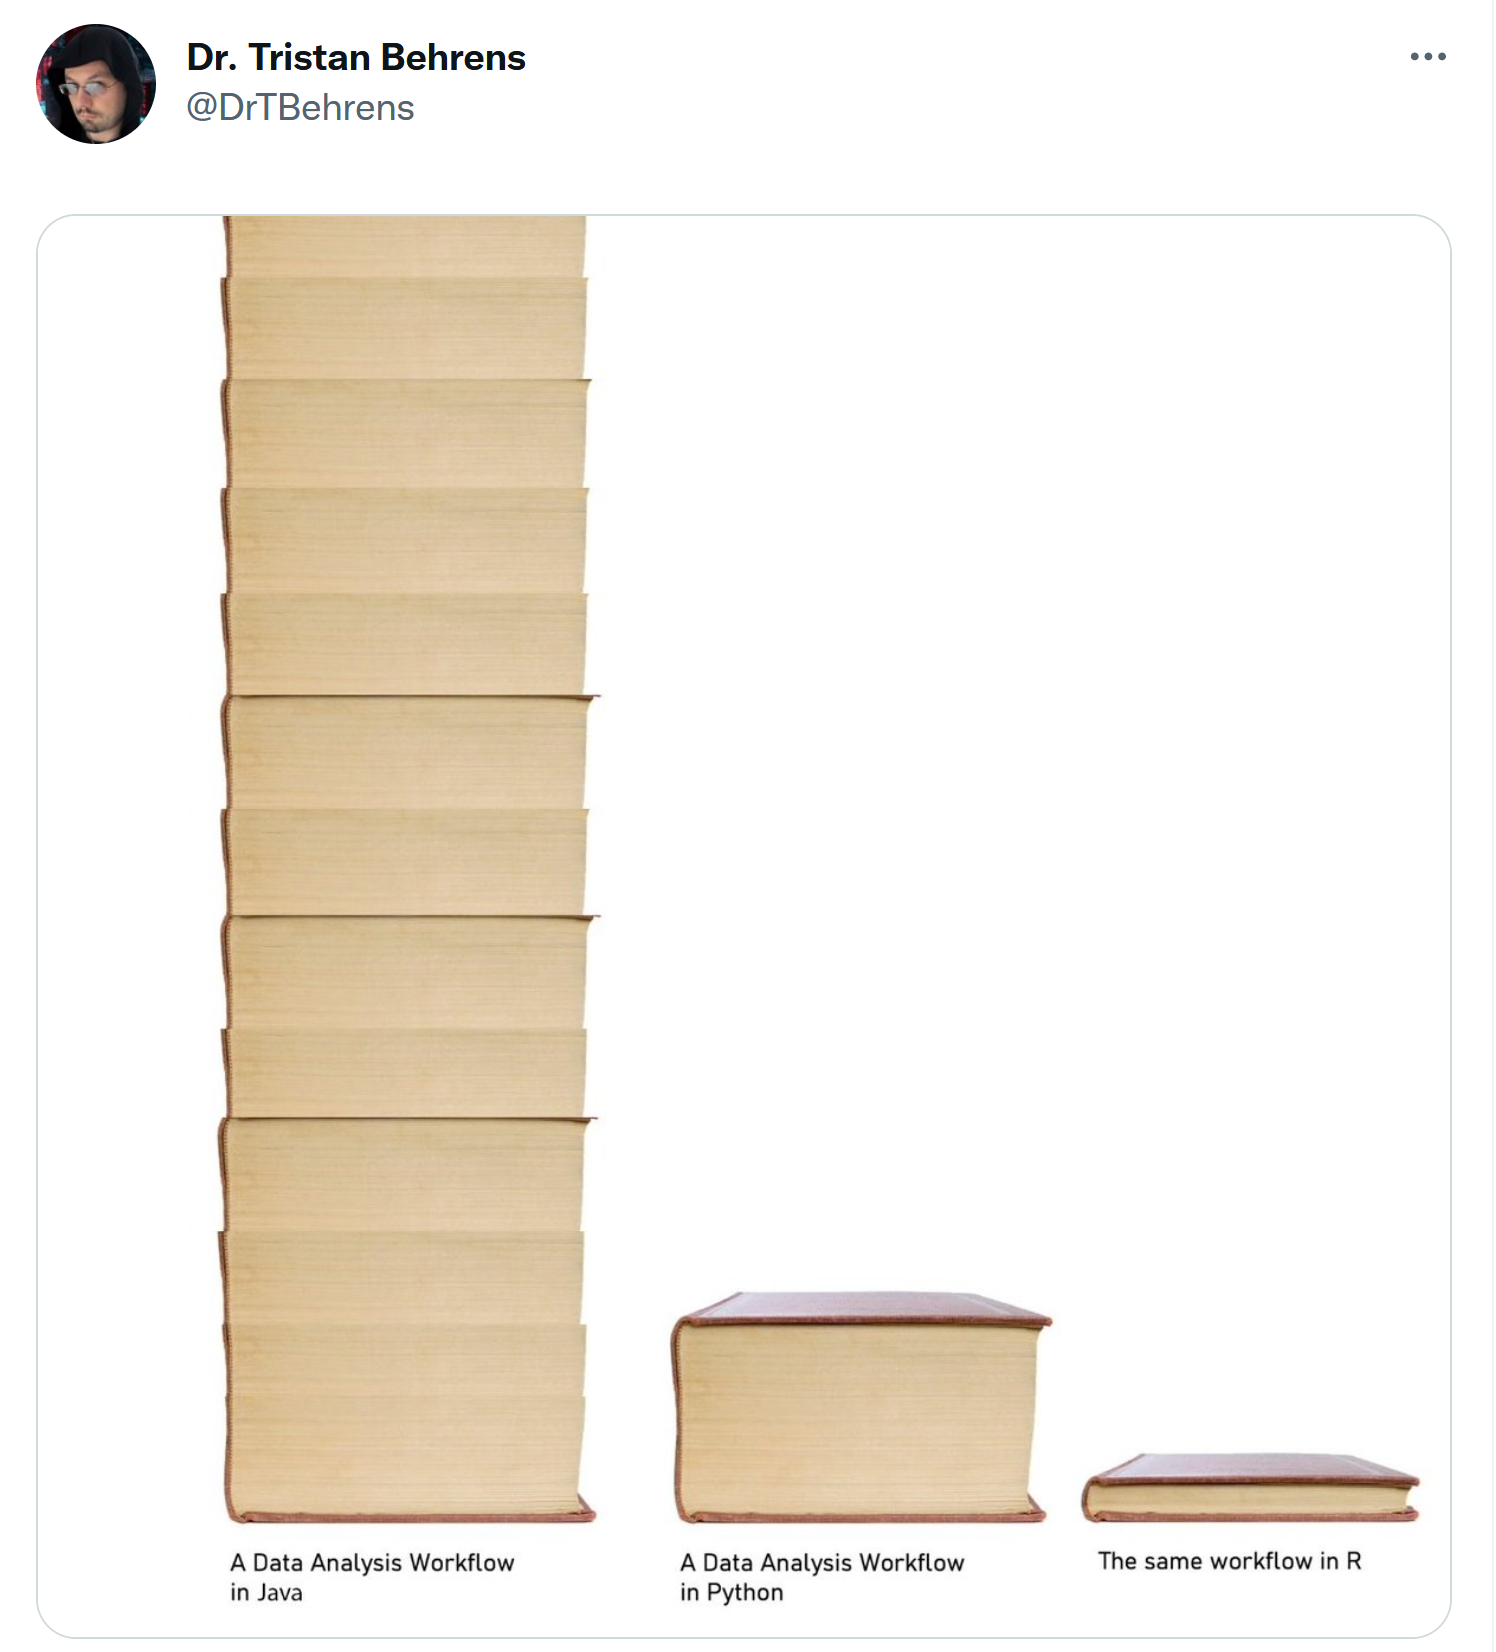 Dr. Tristan Behrens
@DrTBehrens
A Data Analysis Workflow
in Java
A Data Analysis Workflow
in Python
The same workflow in R